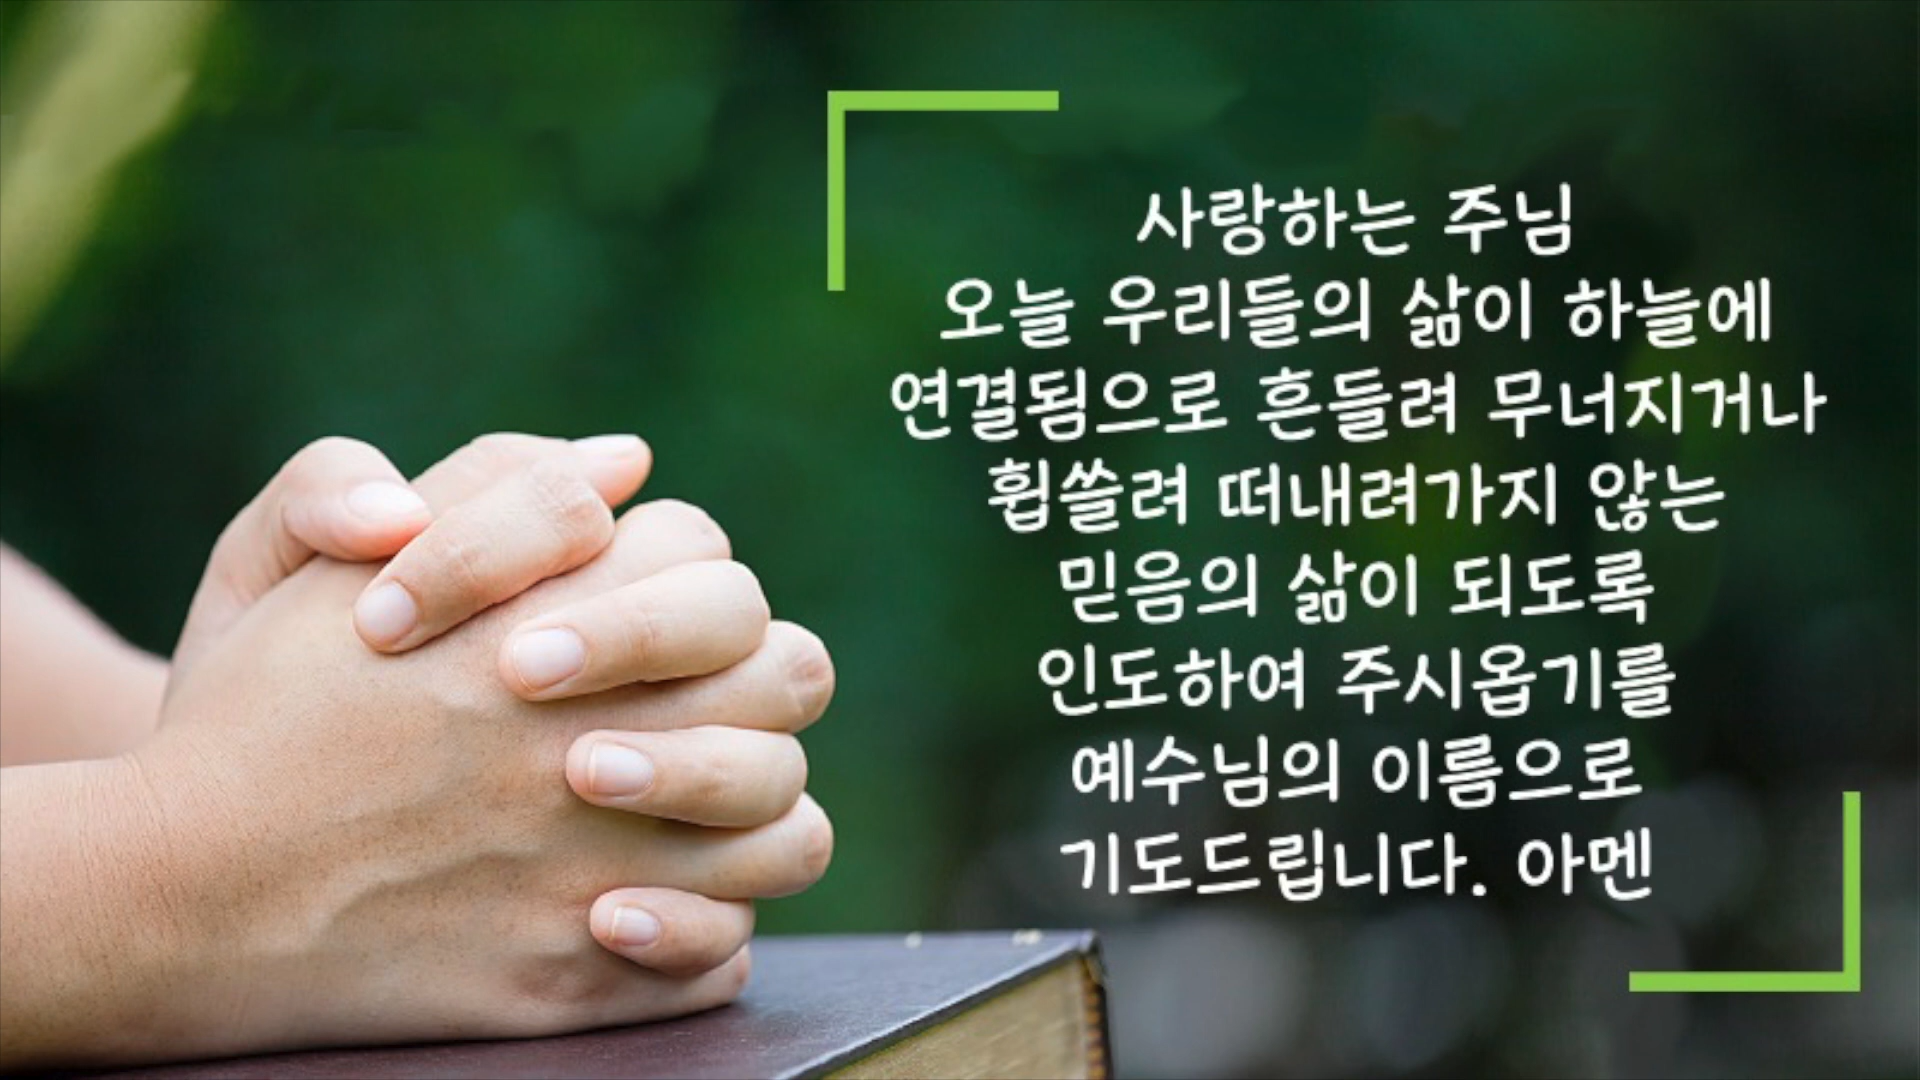 사랑하는 주님
오늘 우리들의 삶이 하늘에
연결됨으로 흔들려 무너지거나
휩쓸려 떠내려가지 않는
믿음의 삶이 되도록
인도하여 주시옵기를
예수님의 이름으로
기도드립니다. 아멘